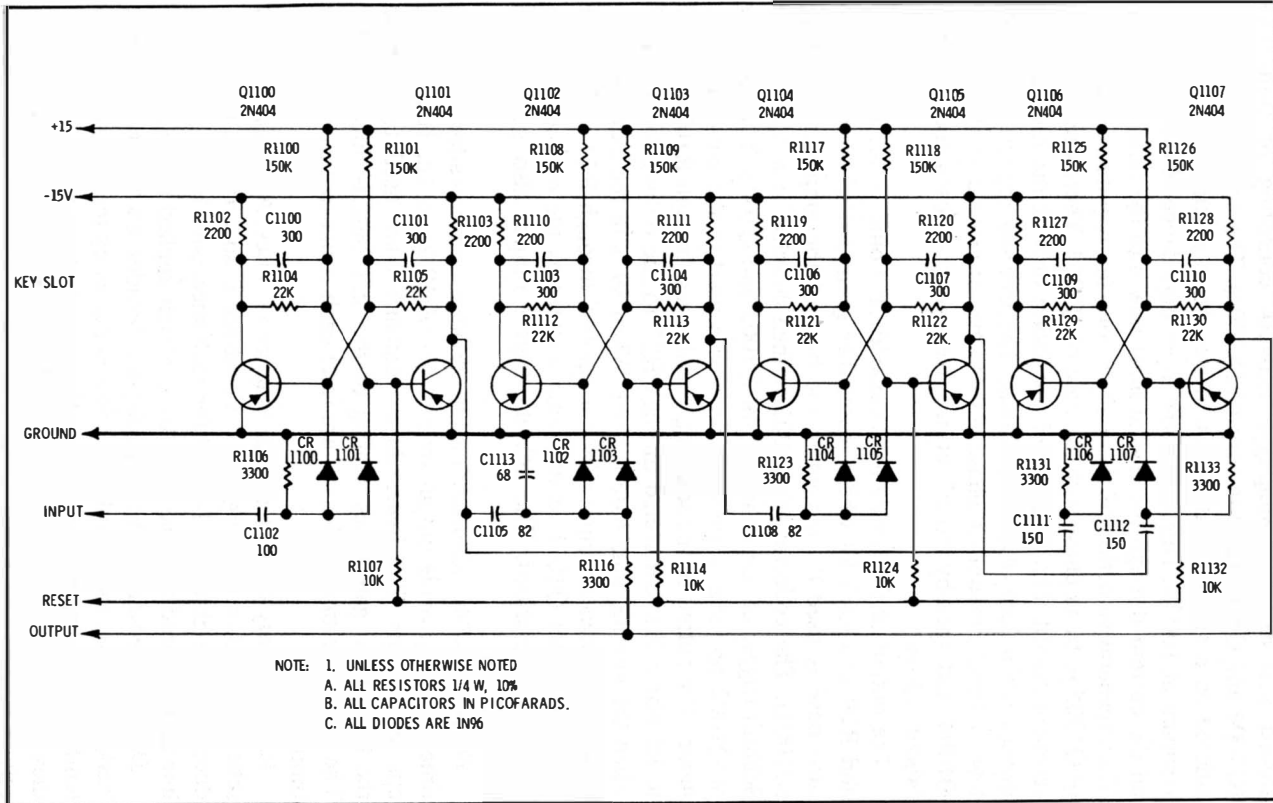 Q1100
2N404
Q1101
2N404
Q1102
2N404
Q1103
2N404
Q1104
2N404
Q1105
2N404
Q1106
2N404
Q1107
2N404
+15
R1100
150K
R1101
150K
R1108
150K
R1109
150K
R1117
150K
R1118
150K
R1125
150K
R1126
150K
-15V
R1102
2200
C1100
300
C1101
300
R1103
2200
R1110
2200
R1111
2200
R1119
2200
R1120
2200
R1127
2200
R1128
2200
KEY SLOT
R1104
22K
R1105
22K
C1103
300
C1104
300
C1106
300
C1107
300
C1109
300
C1110
300
R1112
22K
R1113
22K
R1121
22K
R1122
22K
R1129
22K
R1130
22K
GROUND
R1106
3300
CR
1100
CR
1101
C1113
68
CR
1102
CR
1103
R1123
3300
CR
1104
CR
1105
R1131
3300
CR
1106
CR
1107
R1133
3300
INPUT
C1102
100
C1105 82
C1108 82
C1111
150
C1112
150
R1107
10K
R1116
3300
R1114
10K
R1124
10K
R1132
10K
RESET
OUTPUT
NOTE: 1. UNLESS OTHERWISE NOTED
A. ALL RESISTORS 1/4 W, 10%
B. ALL CAPACITORS IN PICOFARADS.
C. ALL DIODES ARE 1N96